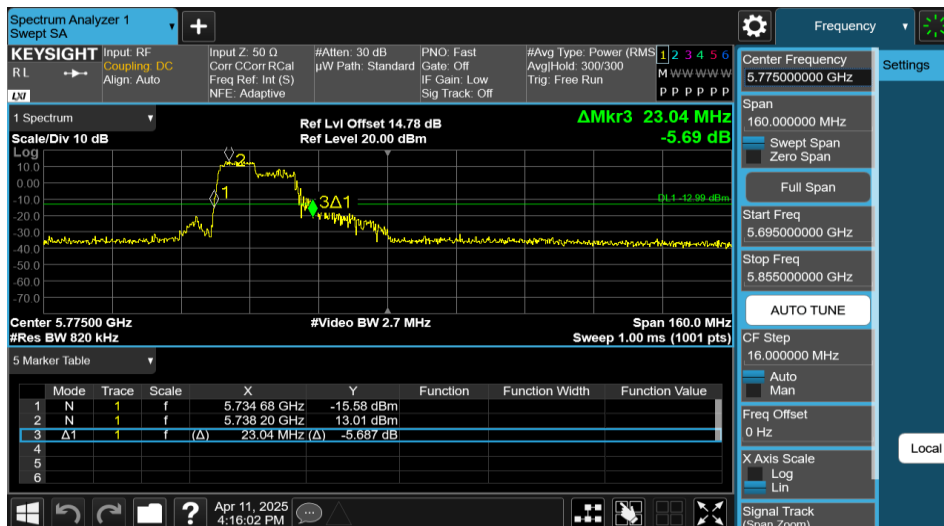 Spectrum Analyzer 1
Swept SA
Frequency
KEYSIGHT
RL
LXI
Input: RF
Coupling: DC
Align: Auto
Input Z: 50 Ω
Corr CCorr RCal
Freq Ref: Int (S)
NFE: Adaptive
#Atten: 30 dB
µW Path: Standard
PNO: Fast
Gate: Off
IF Gain: Low
Sig Track: Off
#Avg Type: Power (RMS
Avg|Hold: 300/300
Trig: Free Run
1 2 3 4 5 6
M W W W W W
P P P P P P
1 Spectrum
Scale/Div 10 dB
Ref Lvl Offset 14.78 dB
Ref Level 20.00 dBm
ΔMkr3 23.04 MHz
-5.69 dB
Log
10.0
0.00
-10.0
-20.0
-30.0
-40.0
-50.0
-60.0
-70.0
1
2
3Δ1
DL1 -12.99 dBm
Center 5.77500 GHz
#Res BW 820 kHz
#Video BW 2.7 MHz
Span 160.0 MHz
Sweep 1.00 ms (1001 pts)
5 Marker Table
Mode Trace Scale X Y Function Function Width Function Value
1 N 1 f 5.734 68 GHz -15.58 dBm
2 N 1 f 5.738 20 GHz 13.01 dBm
3 Δ1 1 f (Δ) 23.04 MHz (Δ) -5.687 dB
4
5
6
Apr 11, 2025
4:16:02 PM
Center Frequency
5.775000000 GHz
Span
160.000000 MHz
Swept Span
Zero Span
Full Span
Start Freq
5.695000000 GHz
Stop Freq
5.855000000 GHz
AUTO TUNE
CF Step
16.000000 MHz
Auto
Man
Freq Offset
0 Hz
X Axis Scale
Log
Lin
Signal Track
(Span Zoom)
Settings
Local